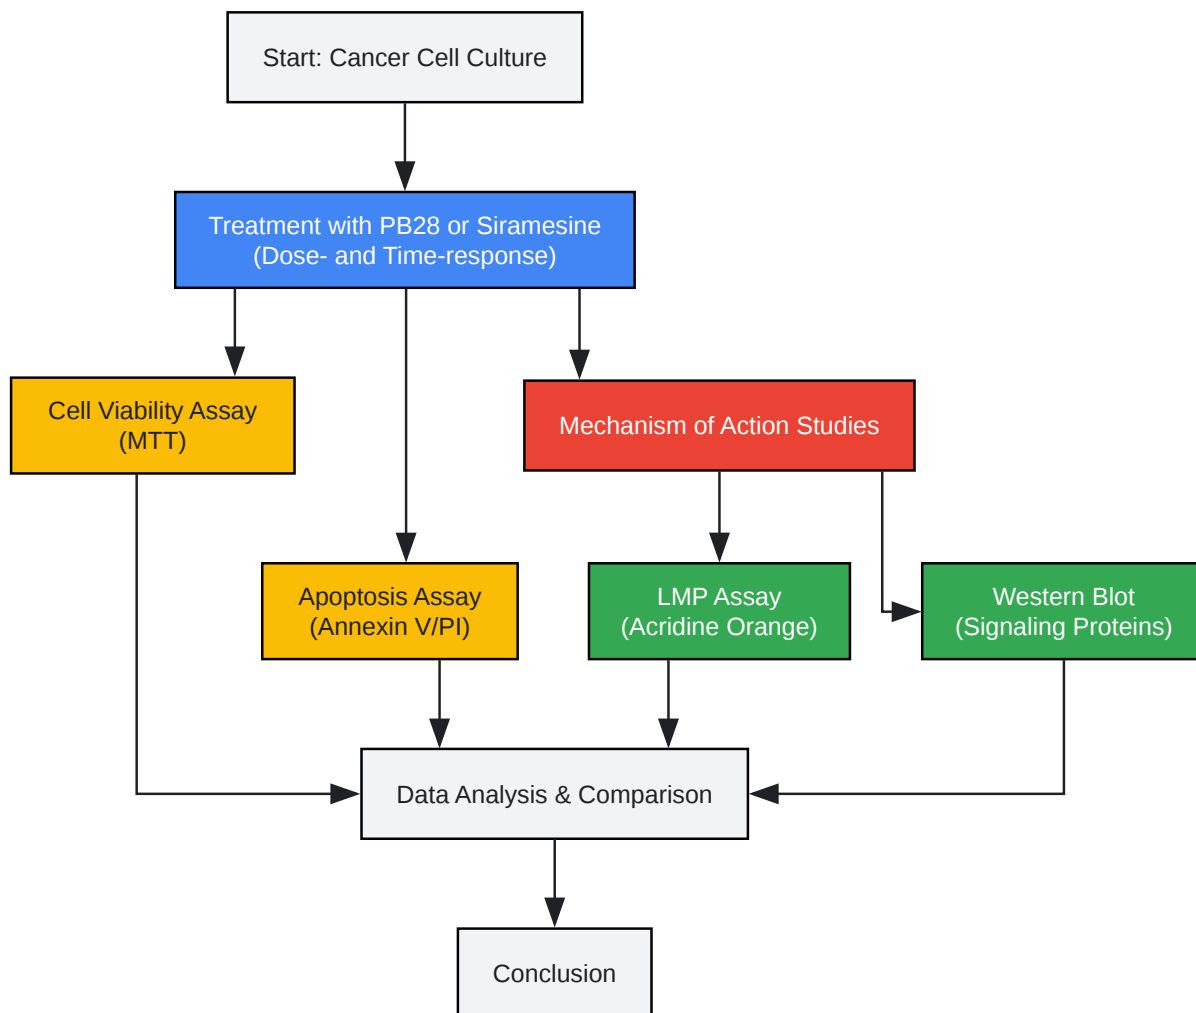 Start: Cancer Cell Culture
Treatment with PB28 or Siramesine
(Dose- and Time-response)
Cell Viability Assay
(MTT)
Mechanism of Action Studies
Apoptosis Assay
(Annexin V/PI)
LMP Assay
(Acridine Orange)
Western Blot
(Signaling Proteins)
Data Analysis & Comparison
Conclusion